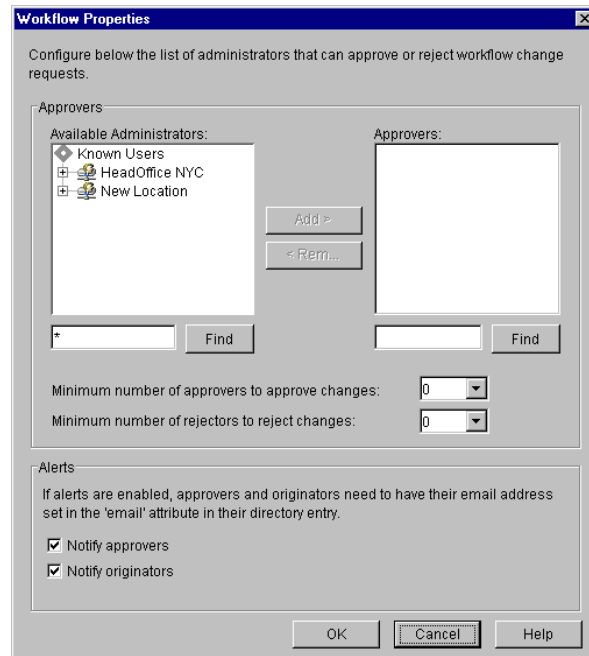 Workflow Properties
Configure below the list of administrators that can approve or reject workflow change
requests.
Approvers
Available Administrators:
Approvers:
Known Users
HeadOffice NYC
New Location
Add >
< Rem...
*
Find
Find
Minimum number of approvers to approve changes:
0
Minimum number of rejectors to reject changes:
0
Alerts
If alerts are enabled, approvers and originators need to have their email address
set in the 'email' attribute in their directory entry.
Notify approvers
Notify originators
OK
Cancel
Help